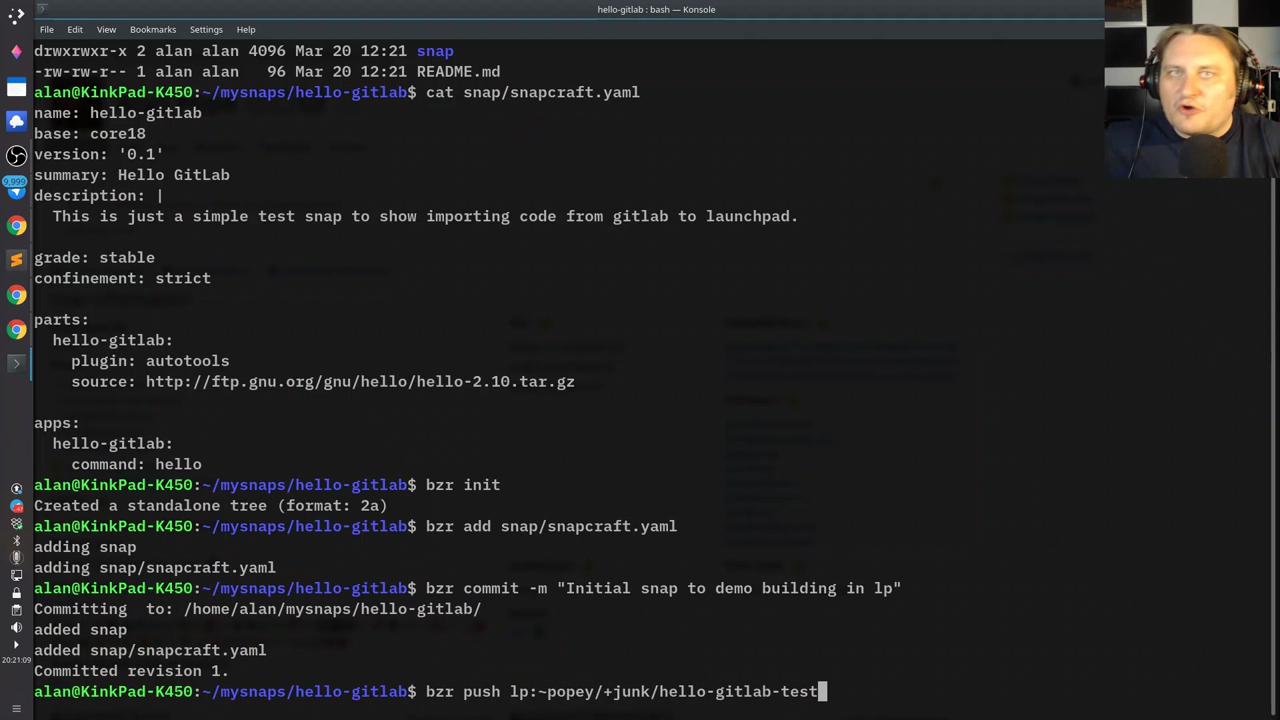 hello-gitlab : bash — Konsole
File Edit View Bookmarks Settings Help
drwxrwxr-x 2 alan alan 4096 Mar 20 12:21 snap
-rw-rw-r-- 1 alan alan   96 Mar 20 12:21 README.md
alan@KinkPad-K450:~/mysnaps/hello-gitlab$ cat snap/snapcraft.yaml
name: hello-gitlab
base: core18
version: '0.1'
summary: Hello GitLab
description: |
  This is just a simple test snap to show importing code from gitlab to launchpad.
grade: stable
confinement: strict
parts:
  hello-gitlab:
    plugin: autotools
    source: http://ftp.gnu.org/gnu/hello/hello-2.10.tar.gz
apps:
  hello-gitlab:
    command: hello
alan@KinkPad-K450:~/mysnaps/hello-gitlab$ bzr init
Created a standalone tree (format: 2a)
alan@KinkPad-K450:~/mysnaps/hello-gitlab$ bzr add snap/snapcraft.yaml
adding snap
adding snap/snapcraft.yaml
alan@KinkPad-K450:~/mysnaps/hello-gitlab$ bzr commit -m "Initial snap to demo building in lp"
Committing  to: /home/alan/mysnaps/hello-gitlab/
added snap
added snap/snapcraft.yaml
Committed revision 1.
alan@KinkPad-K450:~/mysnaps/hello-gitlab$ bzr push lp:~popey/+junk/hello-gitlab-test
9,999
20:21:09